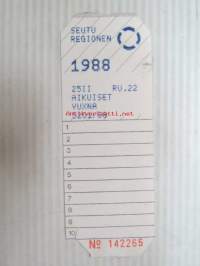 SEUTU
REGIONEN
1988
25II RV.22
AIKUISET
VUXNA
1
2
3
4
5
6
7
8
9
10
№ 142265